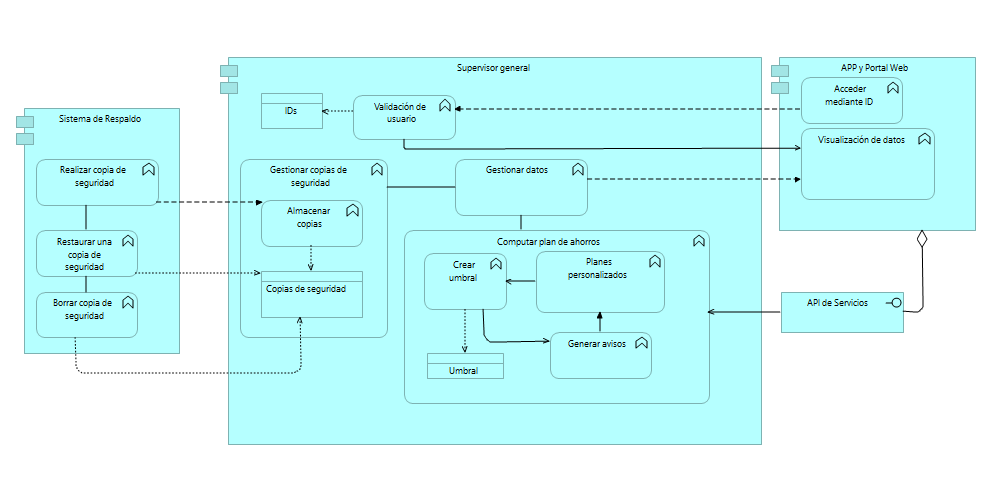 Supervisor general
APP y Portal Web
Acceder
mediante ID
Validación de
usuario
IDs
Sistema de Respaldo
Visualización de datos
Realizar copia de
seguridad
Gestionar copias de
seguridad
Gestionar datos
Almacenar
copias
Restaurar una
copia de
seguridad
Computar plan de ahorros
Crear
umbral
Planes
personalizados
Copias de seguridad
Borrar copia de
seguridad
API de Servicios
Generar avisos
Umbral